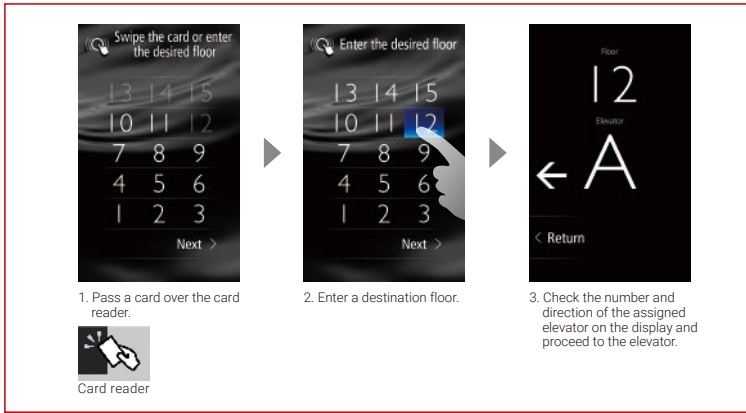 Swipe the card or enter
the desired floor
13 14 15
10 11 12
7 8 9
4 5 6
1 2 3
Next >
1. Pass a card over the card
reader.
Card reader
Enter the desired floor
13 14 15
10 11 12
7 8 9
4 5 6
1 2 3
Next >
2. Enter a destination floor.
Floor
12
Elevator
← A
< Return
3. Check the number and
direction of the assigned
elevator on the display and
proceed to the elevator.